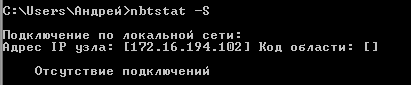 C:\Users\Андрей>nbtstat -S
Подключение по локальной сети:
Адрес IP узла: [172.16.194.102] Код области: []
Отсутствие подключений